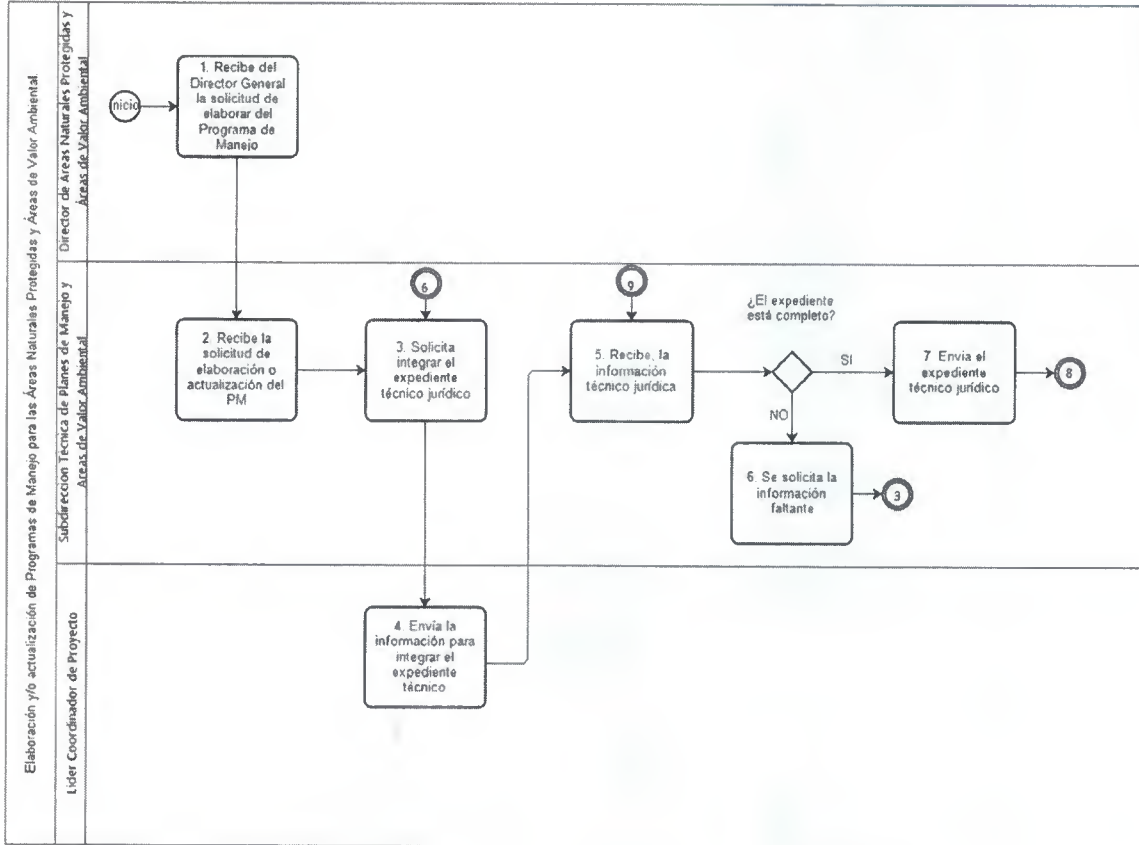 Elaboración y/o actualización de Programas de Manejo para las Áreas Naturales Protegidas y Áreas de Valor Ambiental.
Director de Áreas Naturales Protegidas y
Áreas de Valor Ambiental
nicio
1. Recibe del
Director General
la solicitud de
elaborar del
Programa de
Manejo
Subdirección Técnica de Planes de Manejo y
Áreas de Valor Ambiental
2. Recibe la
solicitud de
elaboración o
actualización del
PM
6
3. Solicita
integrar el
expediente
técnico jurídico
9
5. Recibe, la
información
técnico jurídica
¿El expediente
está completo?
SI
NO
7. Envia el
expediente
técnico jurídico
8
6. Se solicita la
información
faltante
3
Lider Coordinador de Proyecto
4. Envía la
información para
integrar el
expediente
técnico